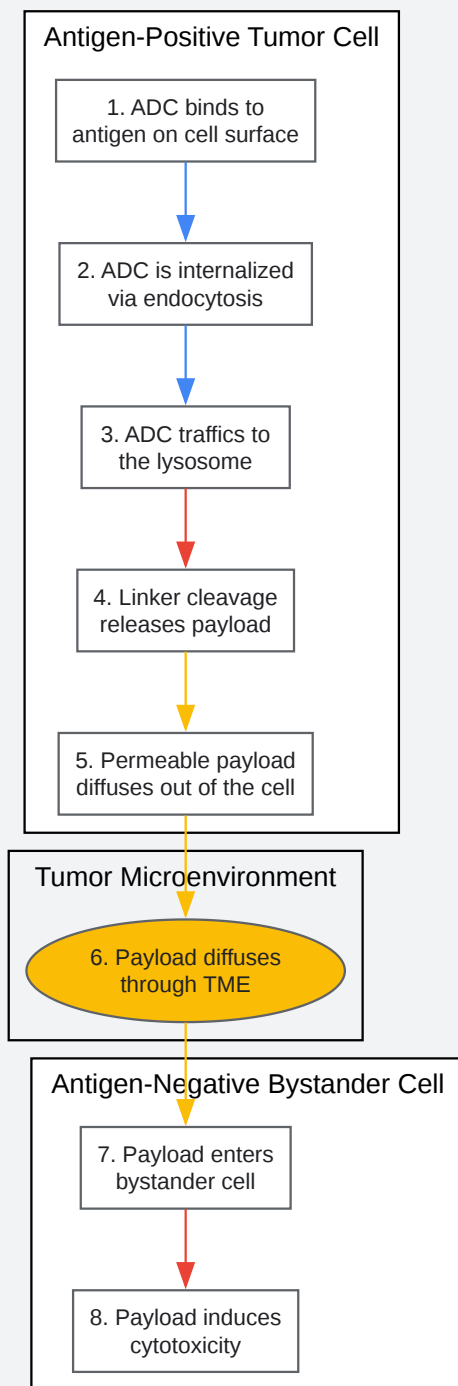 Antigen-Positive Tumor Cell
1. ADC binds to
antigen on cell surface
2. ADC is internalized
via endocytosis
3. ADC traffics to
the lysosome
4. Linker cleavage
releases payload
5. Permeable payload
diffuses out of the cell
Tumor Microenvironment
6. Payload diffuses
through TME
Antigen-Negative Bystander Cell
7. Payload enters
bystander cell
8. Payload induces
cytotoxicity